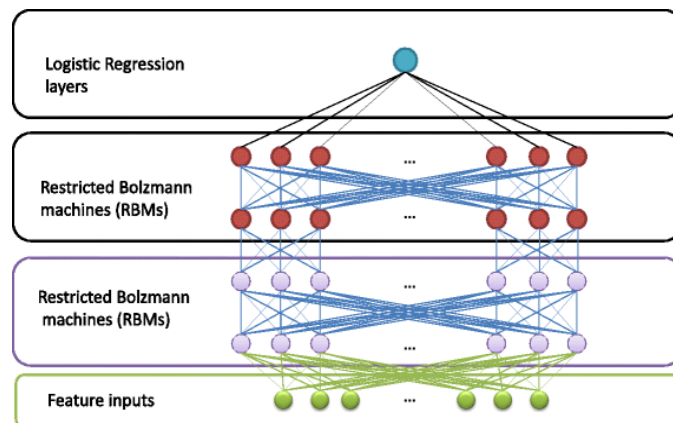 Logistic Regression
layers
...
Restricted Bolzmann
machines (RBMs)
...
Restricted Bolzmann
machines (RBMs)
...
...
Feature inputs
...